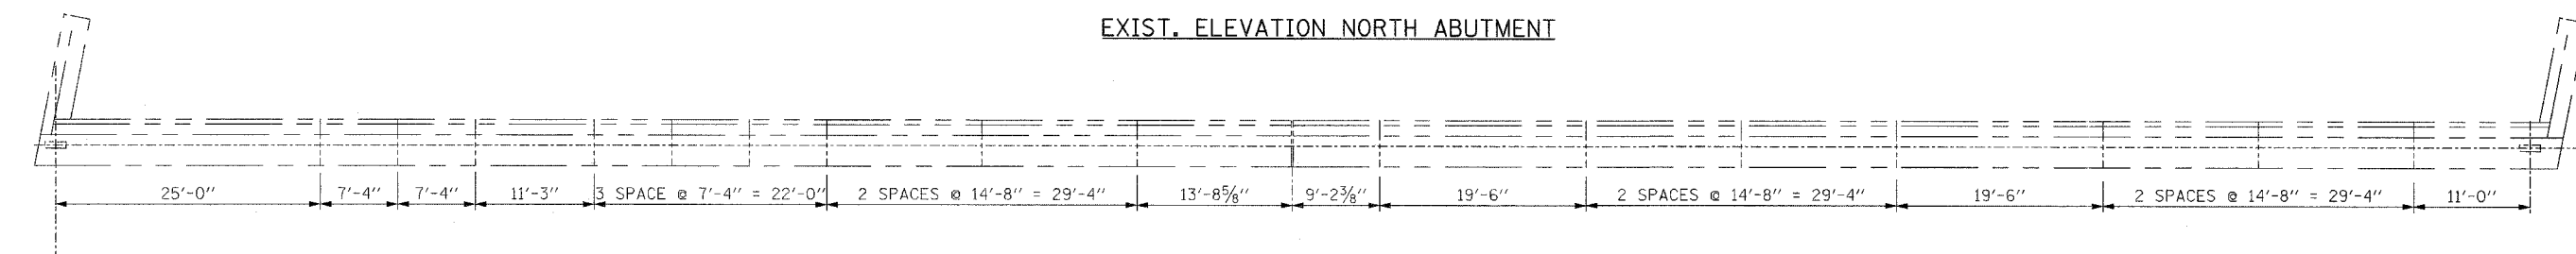 EXIST. ELEVATION NORTH ABUTMENT
25'-0" 7'-4" 7'-4" 11'-3" 3 SPACE @ 7'-4" = 22'-0" 2 SPACES @ 14'-8" = 29'-4" 13'-8⅝" 9'-2⅜" 19'-6" 2 SPACES @ 14'-8" = 29'-4" 19'-6" 2 SPACES @ 14'-8" = 29'-4" 11'-0"